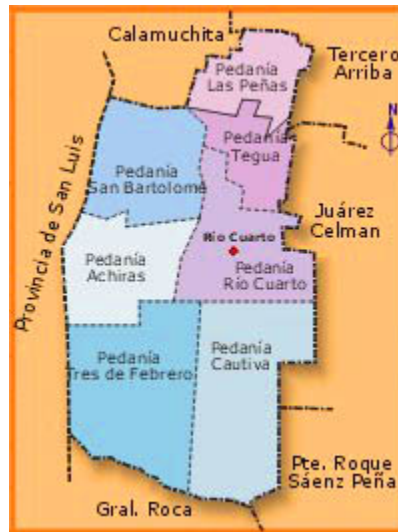 Calamuchita
Tercero
Arriba
Pedanía
Las Peñas
N
Pedanía
Tegua
Pedanía
San Bartolomé
Provincia de San Luis
Juárez
Celman
Río Cuarto
Pedanía
Achiras
Pedanía
Río Cuarto
Pedanía
Tres de Febrero
Pedanía
Cautiva
Pte. Roque
Sáenz Peña
Gral. Roca